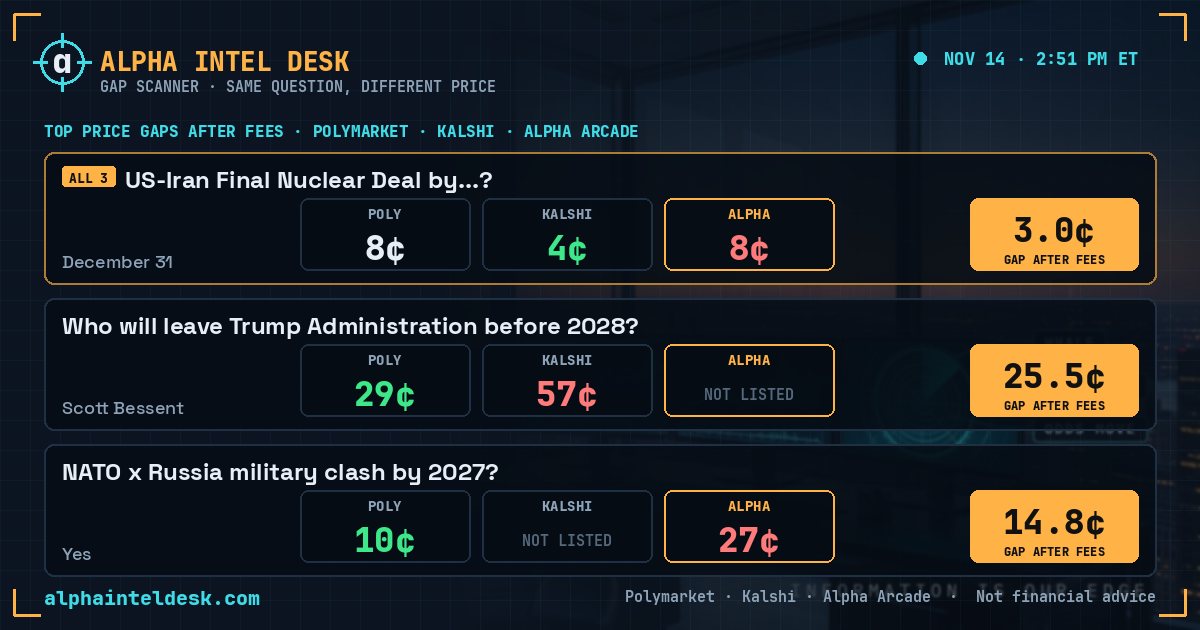 α
ALPHA INTEL DESK
GAP SCANNER · SAME QUESTION, DIFFERENT PRICE
NOV 14 · 2:51 PM ET
TOP PRICE GAPS AFTER FEES · POLYMARKET · KALSHI · ALPHA ARCADE
ALL 3 US-Iran Final Nuclear Deal by...?
POLY KALSHI ALPHA
8¢ 4¢ 8¢ 3.0¢
December 31 GAP AFTER FEES
Who will leave Trump Administration before 2028?
POLY KALSHI ALPHA
29¢ 57¢ NOT LISTED 25.5¢
Scott Bessent GAP AFTER FEES
NATO x Russia military clash by 2027?
POLY KALSHI ALPHA
10¢ NOT LISTED 27¢ 14.8¢
Yes GAP AFTER FEES
INFORMATION IS OUR EDGE
alphainteldesk.com
Polymarket · Kalshi · Alpha Arcade · Not financial advice